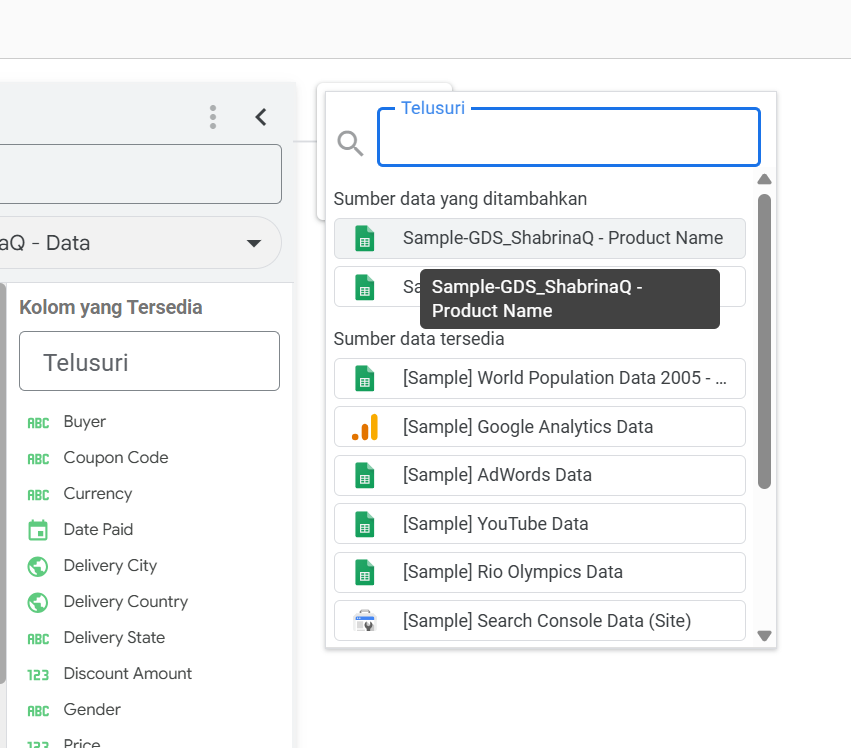 aQ - Data
Kolom yang Tersedia
Telusuri
ABC Buyer
ABC Coupon Code
ABC Currency
Date Paid
Delivery City
Delivery Country
ABC Delivery State
123 Discount Amount
ABC Gender
123 Price
Telusuri
Sumber data yang ditambahkan
Sample-GDS_ShabrinaQ - Product Name
Sa
Sample-GDS_ShabrinaQ -
Product Name
Sumber data tersedia
[Sample] World Population Data 2005 - ...
[Sample] Google Analytics Data
[Sample] AdWords Data
[Sample] YouTube Data
[Sample] Rio Olympics Data
[Sample] Search Console Data (Site)